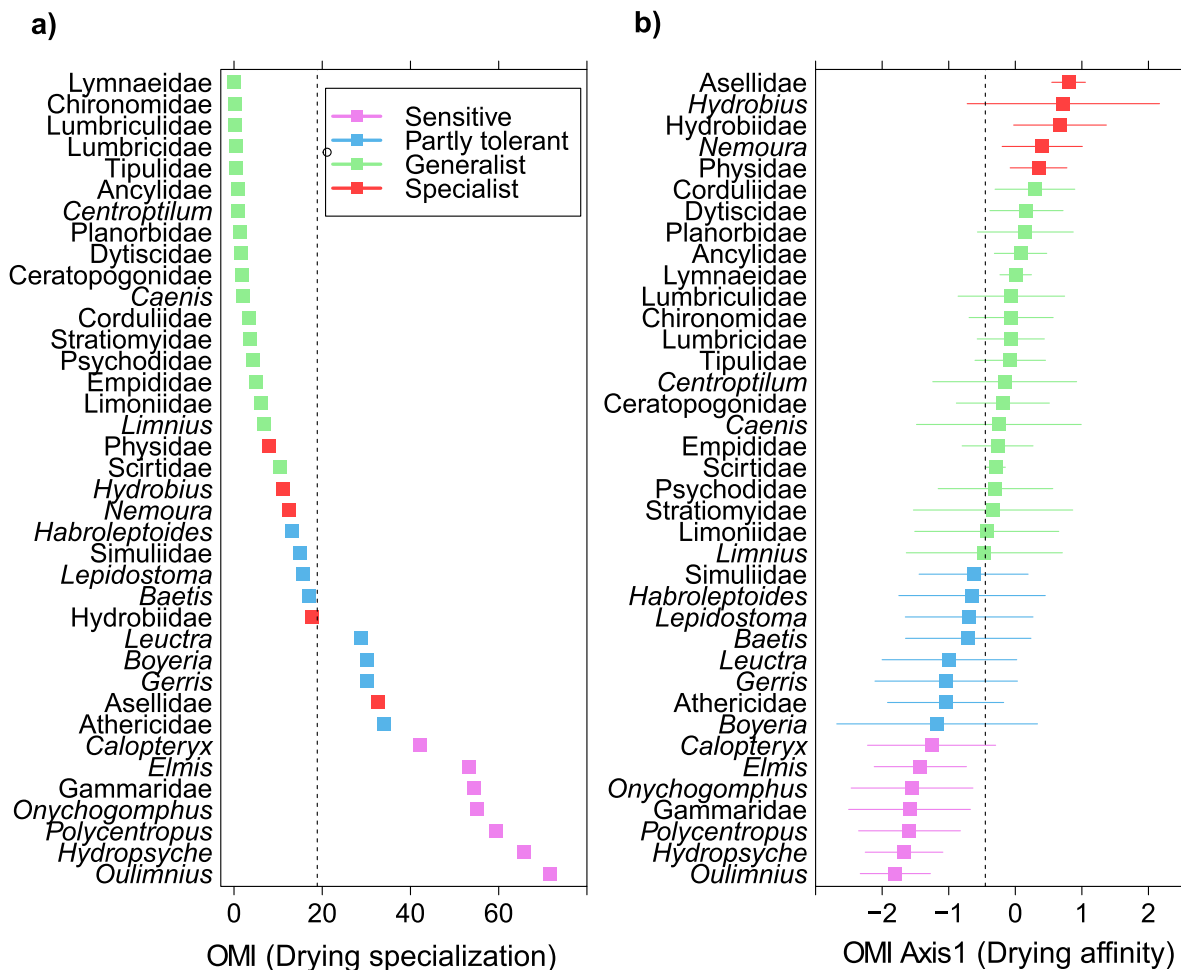 a)
Lymnaeidae
Chironomidae
Lumbriculidae
Lumbricidae
Tipulidae
Ancylidae
Centroptilum
Planorbidae
Dytiscidae
Ceratopogonidae
Caenis
Corduliidae
Stratiomyidae
Psychodidae
Empididae
Limoniidae
Limnius
Physidae
Scirtidae
Hydrobius
Nemoura
Habroleptoides
Simuliidae
Lepidostoma
Baetis
Hydrobiidae
Leuctra
Boyeria
Gerris
Asellidae
Athericidae
Calopteryx
Elmis
Gammaridae
Onychogomphus
Polycentropus
Hydropsyche
Oulimnius
Sensitive
Partly tolerant
Generalist
Specialist
0 20 40 60
OMI (Drying specialization)
b)
Asellidae
Hydrobius
Hydrobiidae
Nemoura
Physidae
Corduliidae
Dytiscidae
Planorbidae
Ancylidae
Lymnaeidae
Lumbriculidae
Chironomidae
Lumbricidae
Tipulidae
Centroptilum
Ceratopogonidae
Caenis
Empididae
Scirtidae
Psychodidae
Stratiomyidae
Limoniidae
Limnius
Simuliidae
Habroleptoides
Lepidostoma
Baetis
Leuctra
Gerris
Athericidae
Boyeria
Calopteryx
Elmis
Onychogomphus
Gammaridae
Polycentropus
Hydropsyche
Oulimnius
−2 −1 0 1 2
OMI Axis1 (Drying affinity)